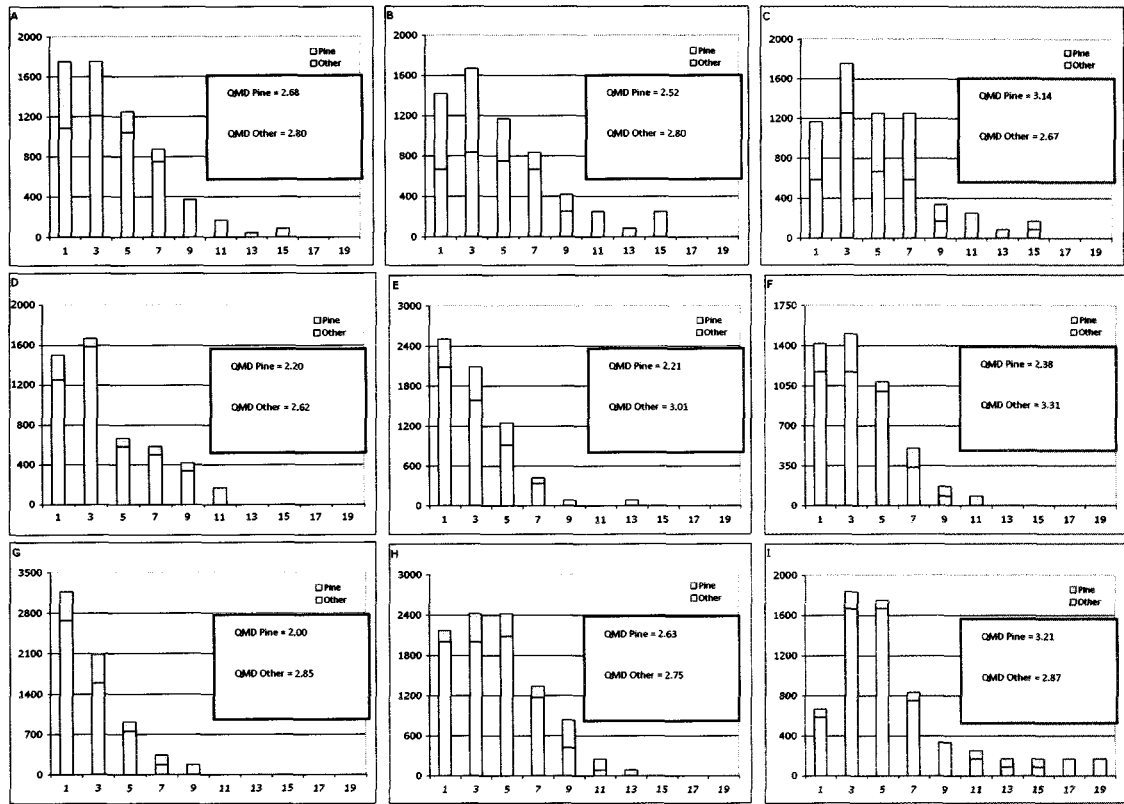 A
2000
1600
1200
800
400
0
1 3 5 7 9 11 13 15 17 19
Pine
Other
QMD Pine = 2.68
QMD Other = 2.80
B
2000
1600
1200
800
400
0
1 3 5 7 9 11 13 15 17 19
Pine
Other
QMD Pine = 2.52
QMD Other = 2.80
C
2000
1600
1200
800
400
0
1 3 5 7 9 11 13 15 17 19
Pine
Other
QMD Pine = 3.14
QMD Other = 2.67
D
2000
1600
1200
800
400
0
1 3 5 7 9 11 13 15 17 19
Pine
Other
QMD Pine = 2.20
QMD Other = 2.62
E
3000
2400
1800
1200
600
0
1 3 5 7 9 11 13 15 17 19
Pine
Other
QMD Pine = 2.21
QMD Other = 3.01
F
1750
1400
1050
700
350
0
1 3 5 7 9 11 13 15 17 19
Pine
Other
QMD Pine = 2.38
QMD Other = 3.31
G
3500
2800
2100
1400
700
0
1 3 5 7 9 11 13 15 17 19
Pine
Other
QMD Pine = 2.00
QMD Other = 2.85
H
3000
2400
1800
1200
600
0
1 3 5 7 9 11 13 15 17 19
Pine
Other
QMD Pine = 2.63
QMD Other = 2.75
I
2000
1600
1200
800
400
0
1 3 5 7 9 11 13 15 17 19
Pine
Other
QMD Pine = 3.21
QMD Other = 2.87